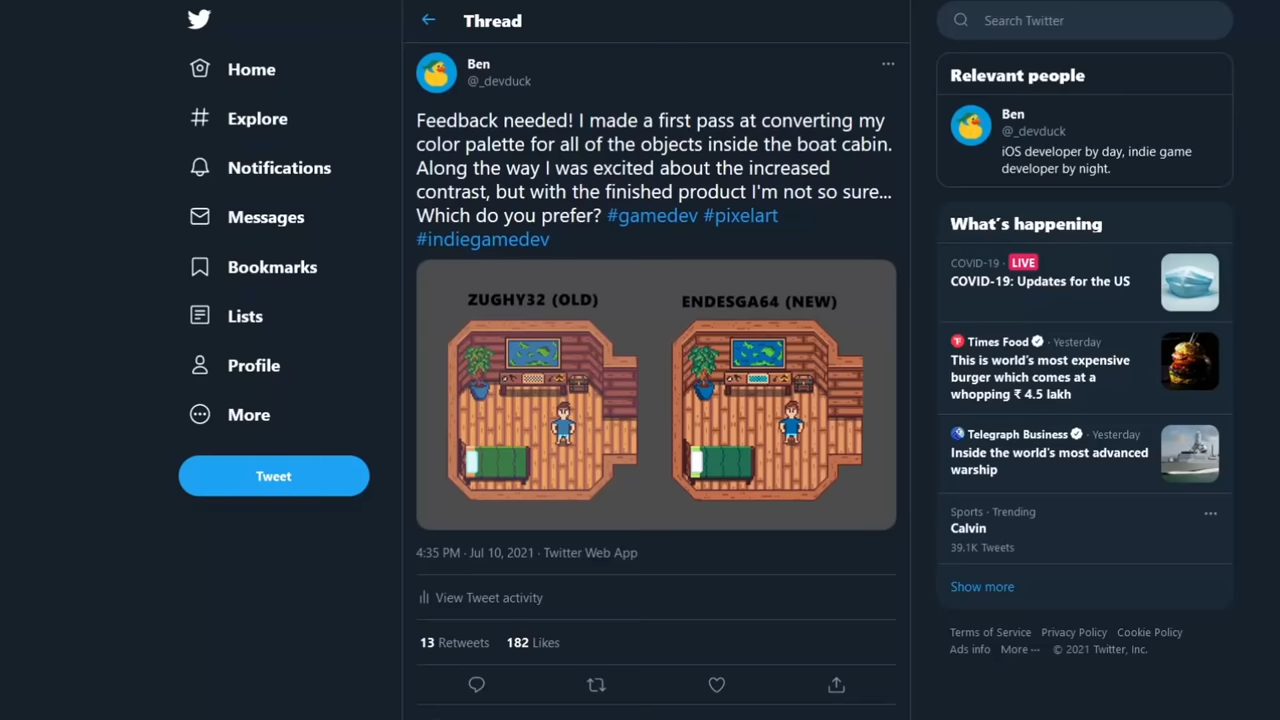 Home
Explore
Notifications
Messages
Bookmarks
Lists
Profile
More
Tweet
Thread
Ben
@_devduck
Feedback needed! I made a first pass at converting my
color palette for all of the objects inside the boat cabin.
Along the way I was excited about the increased
contrast, but with the finished product I'm not so sure...
Which do you prefer? #gamedev #pixelart
#indiegamedev
ZUGHY32 (OLD)
ENDESGA64 (NEW)
4:35 PM · Jul 10, 2021 · Twitter Web App
View Tweet activity
13 Retweets 182 Likes
Search Twitter
Relevant people
Ben
@_devduck
iOS developer by day, indie game
developer by night.
What's happening
COVID-19 · LIVE
COVID-19: Updates for the US
Times Food · Yesterday
This is world's most expensive
burger which comes at a
whopping ₹ 4.5 lakh
Telegraph Business · Yesterday
Inside the world's most advanced
warship
Sports · Trending
Calvin
39.1K Tweets
Show more
Terms of Service Privacy Policy Cookie Policy
Ads info More ··· © 2021 Twitter, Inc.